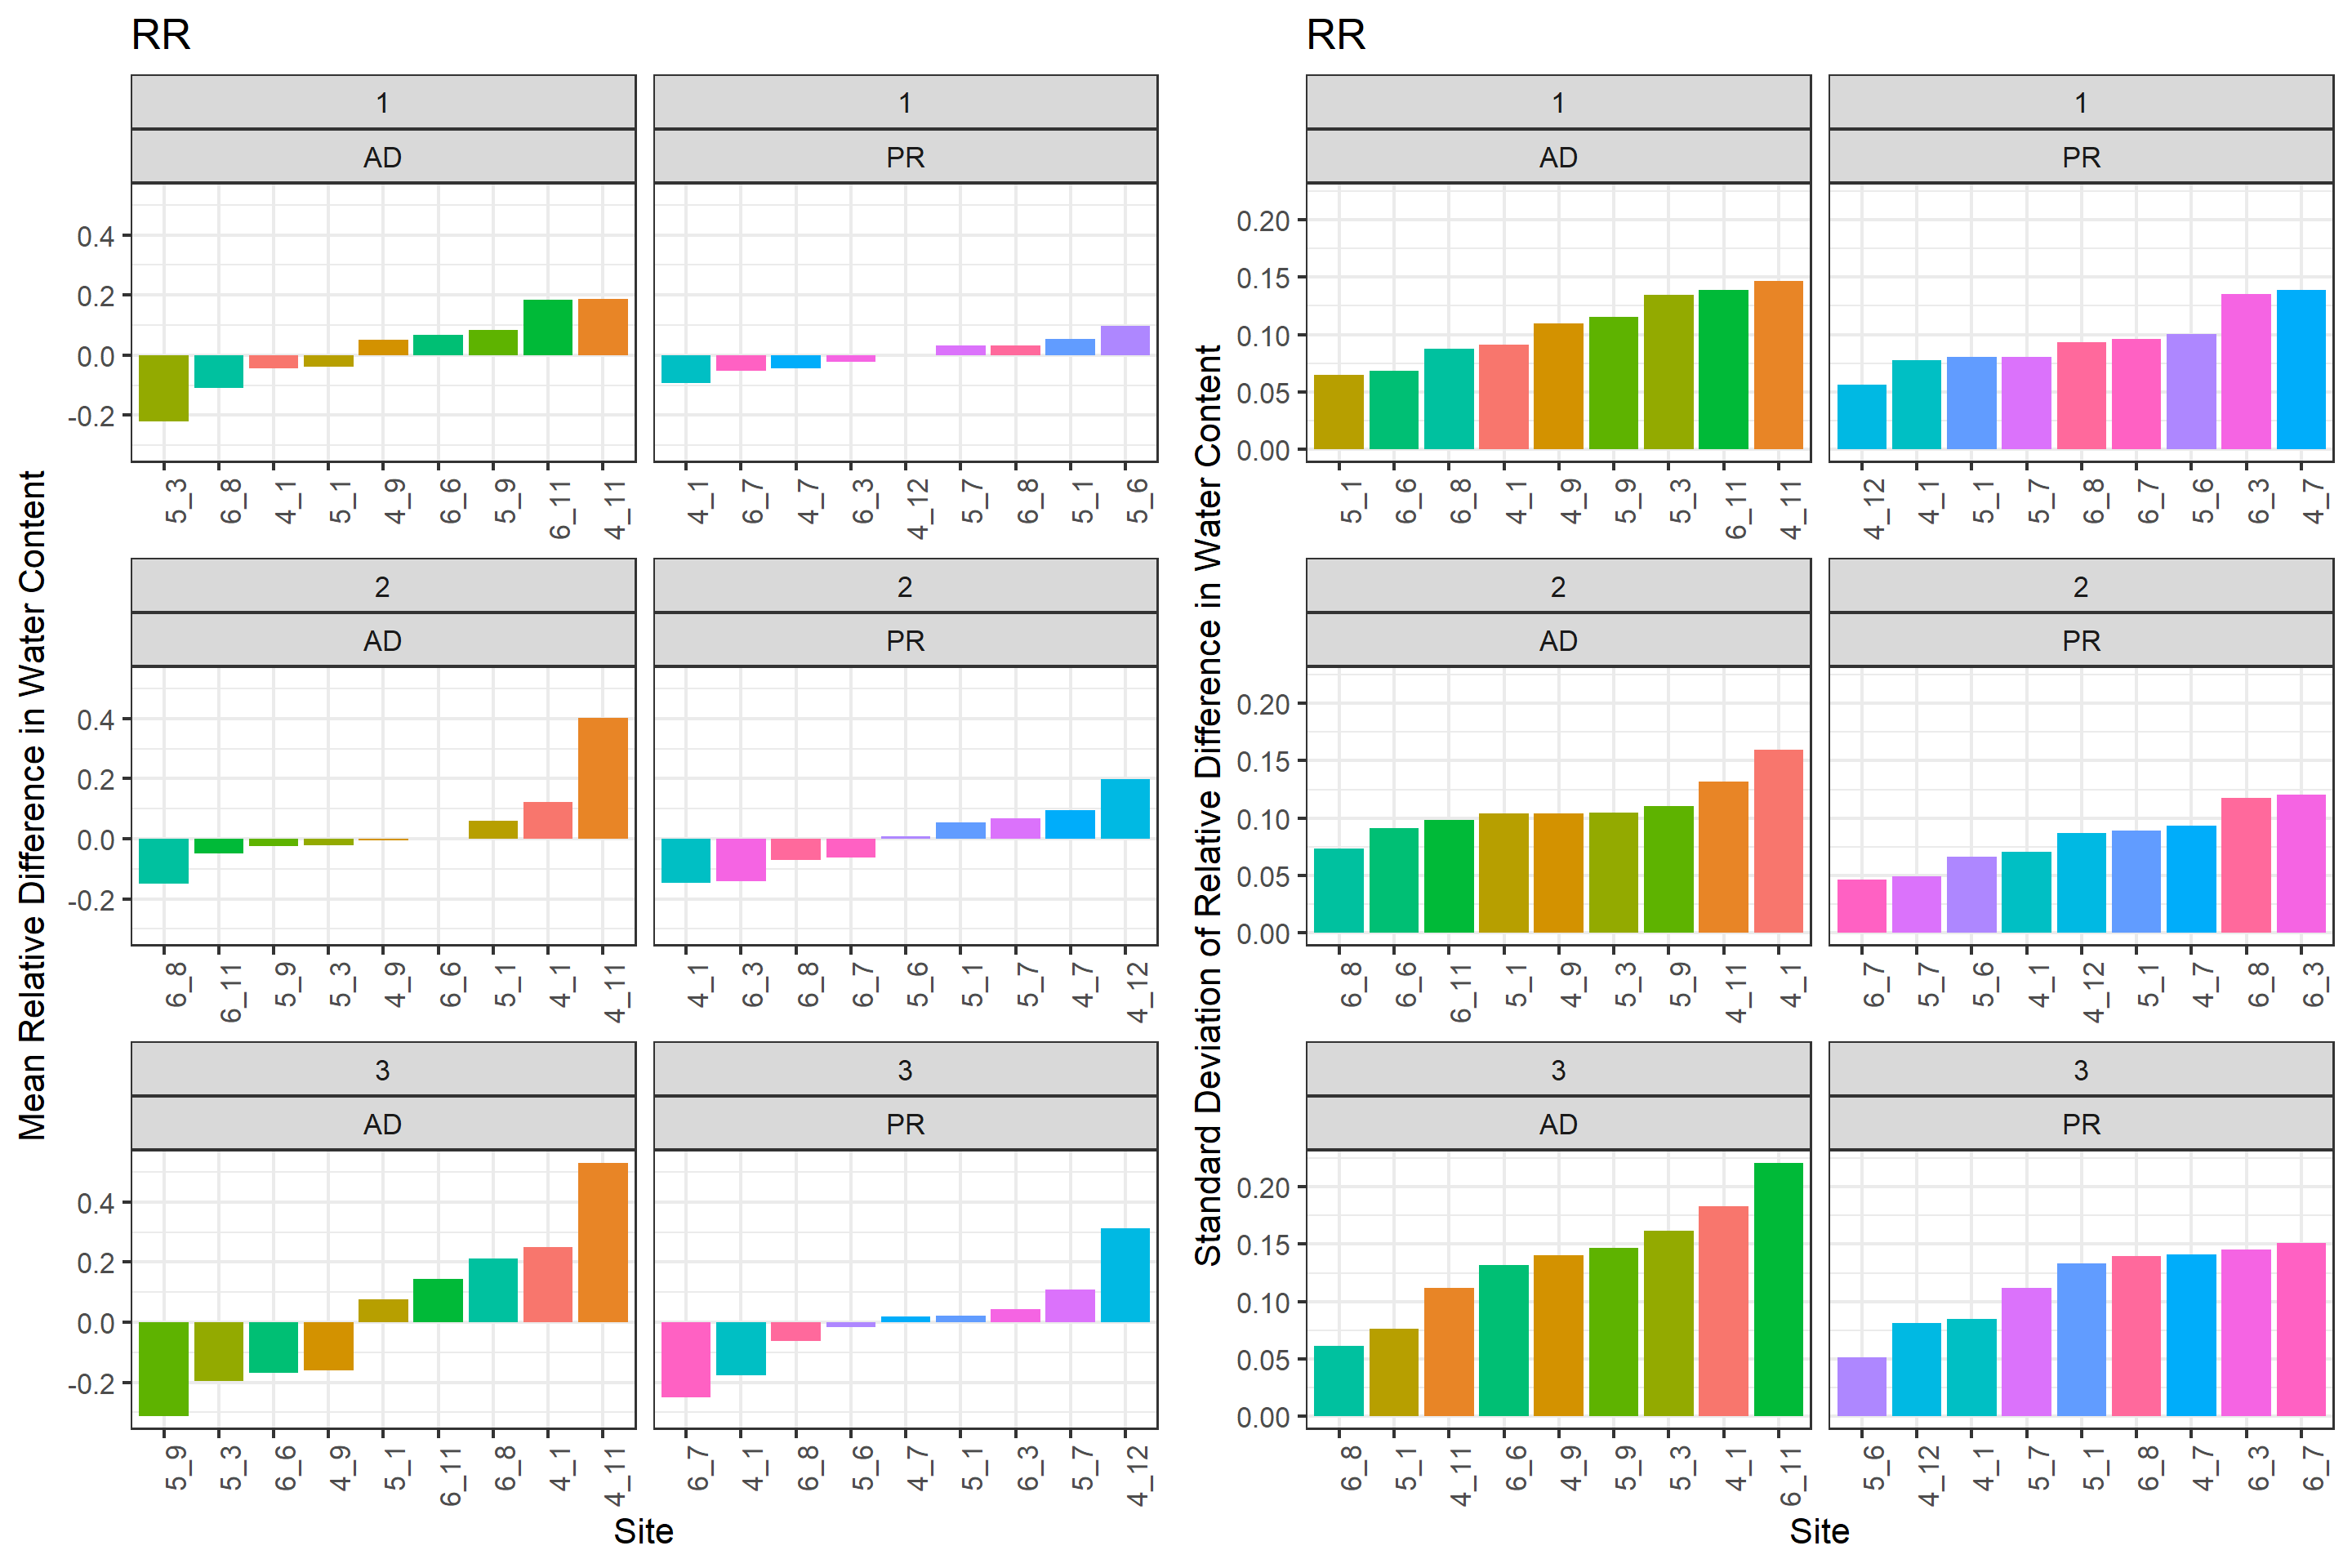 RR
Mean Relative Difference in Water Content
1
AD
0.4
0.2
0.0
-0.2
5_3 6_8 4_1 5_1 4_9 6_6 5_9 6_11 4_11
1
PR
4_1 6_7 4_7 6_3 4_12 5_7 6_8 5_1 5_6
2
AD
0.4
0.2
0.0
-0.2
6_8 6_11 5_9 5_3 4_9 6_6 5_1 4_1 4_11
2
PR
4_1 6_3 6_8 6_7 5_6 5_1 5_7 4_7 4_12
3
AD
0.4
0.2
0.0
-0.2
5_9 5_3 6_6 4_9 5_1 6_11 6_8 4_1 4_11
3
PR
6_7 4_1 6_8 5_6 4_7 5_1 6_3 5_7 4_12
Site
RR
Standard Deviation of Relative Difference in Water Content
1
AD
0.20
0.15
0.10
0.05
0.00
5_1 6_6 6_8 4_1 4_9 5_9 5_3 6_11 4_11
1
PR
4_12 4_1 5_1 5_7 6_8 6_7 5_6 6_3 4_7
2
AD
0.20
0.15
0.10
0.05
0.00
6_8 6_6 6_11 5_1 4_9 5_3 5_9 4_11 4_1
2
PR
6_7 5_7 5_6 4_1 4_12 5_1 4_7 6_8 6_3
3
AD
0.20
0.15
0.10
0.05
0.00
6_8 5_1 4_11 6_6 4_9 5_9 5_3 4_1 6_11
3
PR
5_6 4_12 4_1 5_7 5_1 6_8 4_7 6_3 6_7
Site